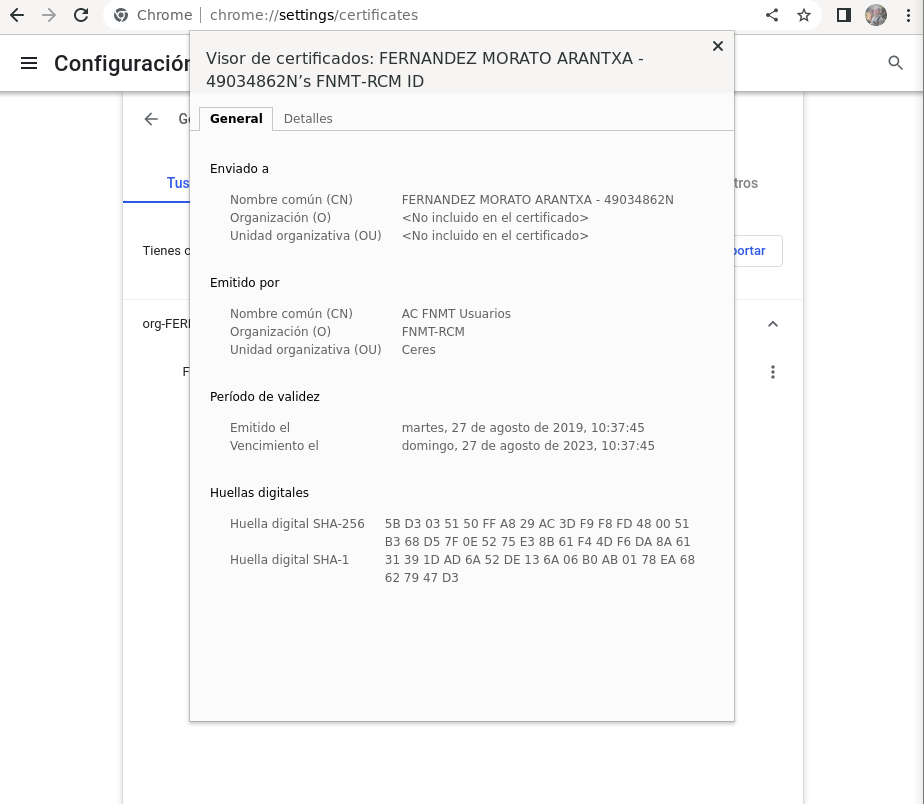 Chrome | chrome://settings/certificates
Configuración
Visor de certificados: FERNANDEZ MORATO ARANTXA -
49034862N’s FNMT-RCM ID
General Detalles
Tus
tros
Enviado a
Nombre común (CN) FERNANDEZ MORATO ARANTXA - 49034862N
Organización (O) <No incluido en el certificado>
Unidad organizativa (OU) <No incluido en el certificado>
Tienes
portar
Emitido por
Nombre común (CN) AC FNMT Usuarios
org-FER
Organización (O) FNMT-RCM
Unidad organizativa (OU) Ceres
F
Período de validez
Emitido el martes, 27 de agosto de 2019, 10:37:45
Vencimiento el domingo, 27 de agosto de 2023, 10:37:45
Huellas digitales
Huella digital SHA-256 5B D3 03 51 50 FF A8 29 AC 3D F9 F8 FD 48 00 51
B3 68 D5 7F 0E 52 75 E3 8B 61 F4 4D F6 DA 8A 61
Huella digital SHA-1 31 39 1D AD 6A 52 DE 13 6A 06 B0 AB 01 78 EA 68
62 79 47 D3